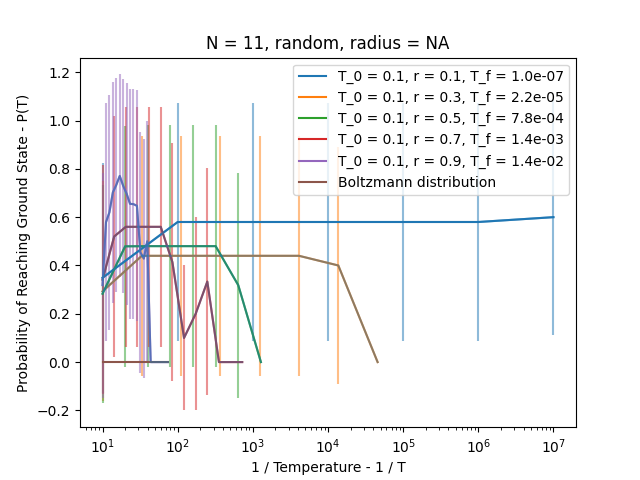 N = 11, random, radius = NA
Probability of Reaching Ground State - P(T)
1.2
1.0
0.8
0.6
0.4
0.2
0.0
−0.2
T_0 = 0.1, r = 0.1, T_f = 1.0e-07
T_0 = 0.1, r = 0.3, T_f = 2.2e-05
T_0 = 0.1, r = 0.5, T_f = 7.8e-04
T_0 = 0.1, r = 0.7, T_f = 1.4e-03
T_0 = 0.1, r = 0.9, T_f = 1.4e-02
Boltzmann distribution
10¹ 10² 10³ 10⁴ 10⁵ 10⁶ 10⁷
1 / Temperature - 1 / T